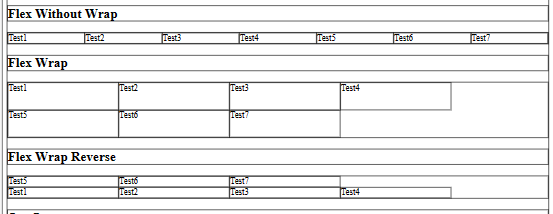 Flex Without Wrap
Test1 Test2 Test3 Test4 Test5 Test6 Test7
Flex Wrap
Test1 Test2 Test3 Test4
Test5 Test6 Test7
Flex Wrap Reverse
Test5 Test6 Test7
Test1 Test2 Test3 Test4